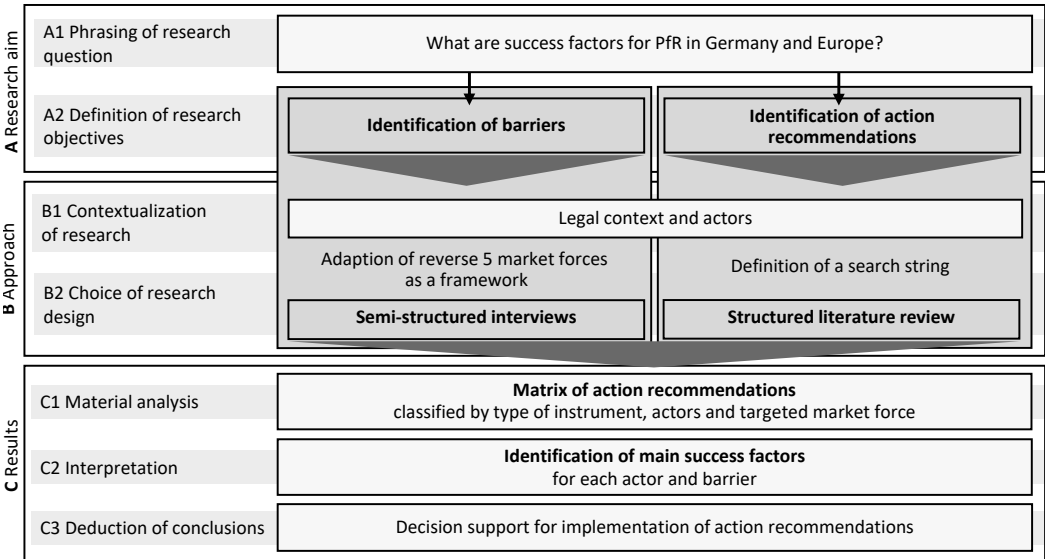 A Research aim
A1 Phrasing of research
question
What are success factors for PfR in Germany and Europe?
A2 Definition of research
objectives
Identification of barriers
Identification of action
recommendations
B Approach
B1 Contextualization
of research
Legal context and actors
Adaption of reverse 5 market forces
as a framework
Definition of a search string
B2 Choice of research
design
Semi-structured interviews
Structured literature review
C Results
C1 Material analysis
Matrix of action recommendations
classified by type of instrument, actors and targeted market force
C2 Interpretation
Identification of main success factors
for each actor and barrier
C3 Deduction of conclusions
Decision support for implementation of action recommendations